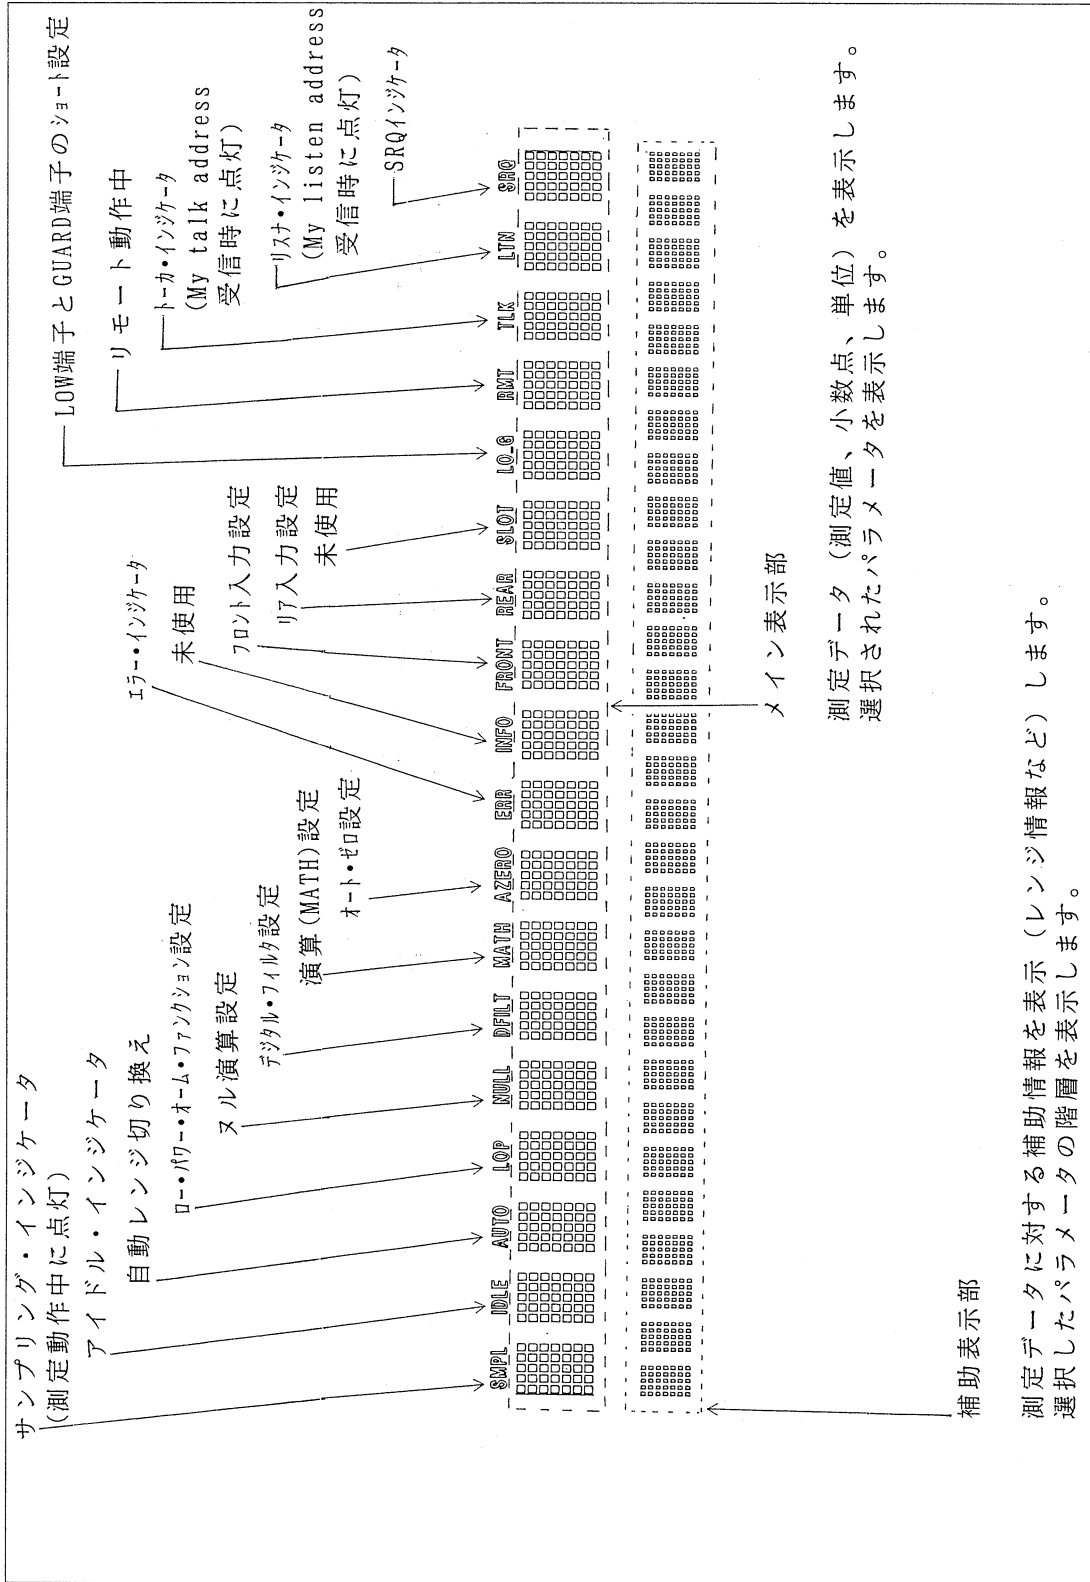 サンプリング・インジケータ
(測定動作中に点灯)
アイドル・インジケータ
自動レンジ切り換え
ロー・パワー・オーム・ファンクション設定
ヌル演算設定
デジタル・フィルタ設定
演算(MATH)設定
オート・ゼロ設定
エラー・インジケータ
未使用
フロント入力設定
リア入力設定
未使用
LOW端子とGUARD端子のショート設定
リモート動作中
トーカ・インジケータ
(My talk address
受信時に点灯)
リスナ・インジケータ
(My listen address
受信時に点灯)
SRQインジケータ
SMPL IDLE AUTO LOP NULL DFILT MATH AZERO ERR INFO FRONT REAR SLOT LO_G RMT TLK LTN SRQ
メイン表示部
測定データ(測定値、小数点、単位)を表示します。
選択されたパラメータを表示します。
補助表示部
測定データに対する補助情報を表示(レンジ情報など)します。
選択したパラメータの階層を表示します。